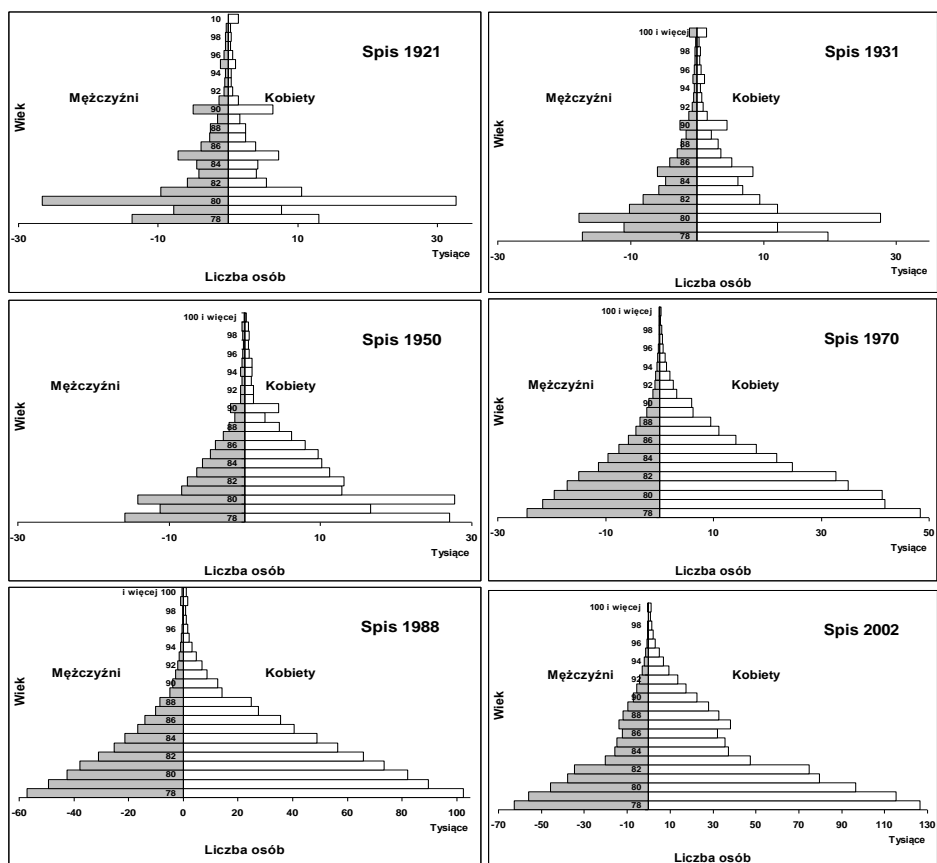 Spis 1921
Mężczyźni
Kobiety
Wiek
10
98
96
94
92
90
88
86
84
82
80
78
-30
-10
10
30
Tysiące
Liczba osób
Spis 1931
Mężczyźni
Kobiety
Wiek
100 i więcej
98
96
94
92
90
88
86
84
82
80
78
-30
-10
10
30
Tysiące
Liczba osób
Spis 1950
Mężczyźni
Kobiety
Wiek
100 i więcej
98
96
94
92
90
88
86
84
82
80
78
-30
-10
10
30
Tysiące
Liczba osób
Spis 1970
Mężczyźni
Kobiety
Wiek
100 i więcej
98
96
94
92
90
88
86
84
82
80
78
-30
-10
10
30
50
Tysiące
Liczba osób
Spis 1988
Mężczyźni
Kobiety
Wiek
i więcej 100
98
96
94
92
90
88
86
84
82
80
78
-60
-40
-20
0
20
40
60
80
100
Tysiące
Liczba osób
Spis 2002
Mężczyźni
Kobiety
Wiek
100 i więcej
98
96
94
92
90
88
86
84
82
80
78
-70
-50
-30
-10
10
30
50
70
90
110
130
Tysiące
Liczba osób